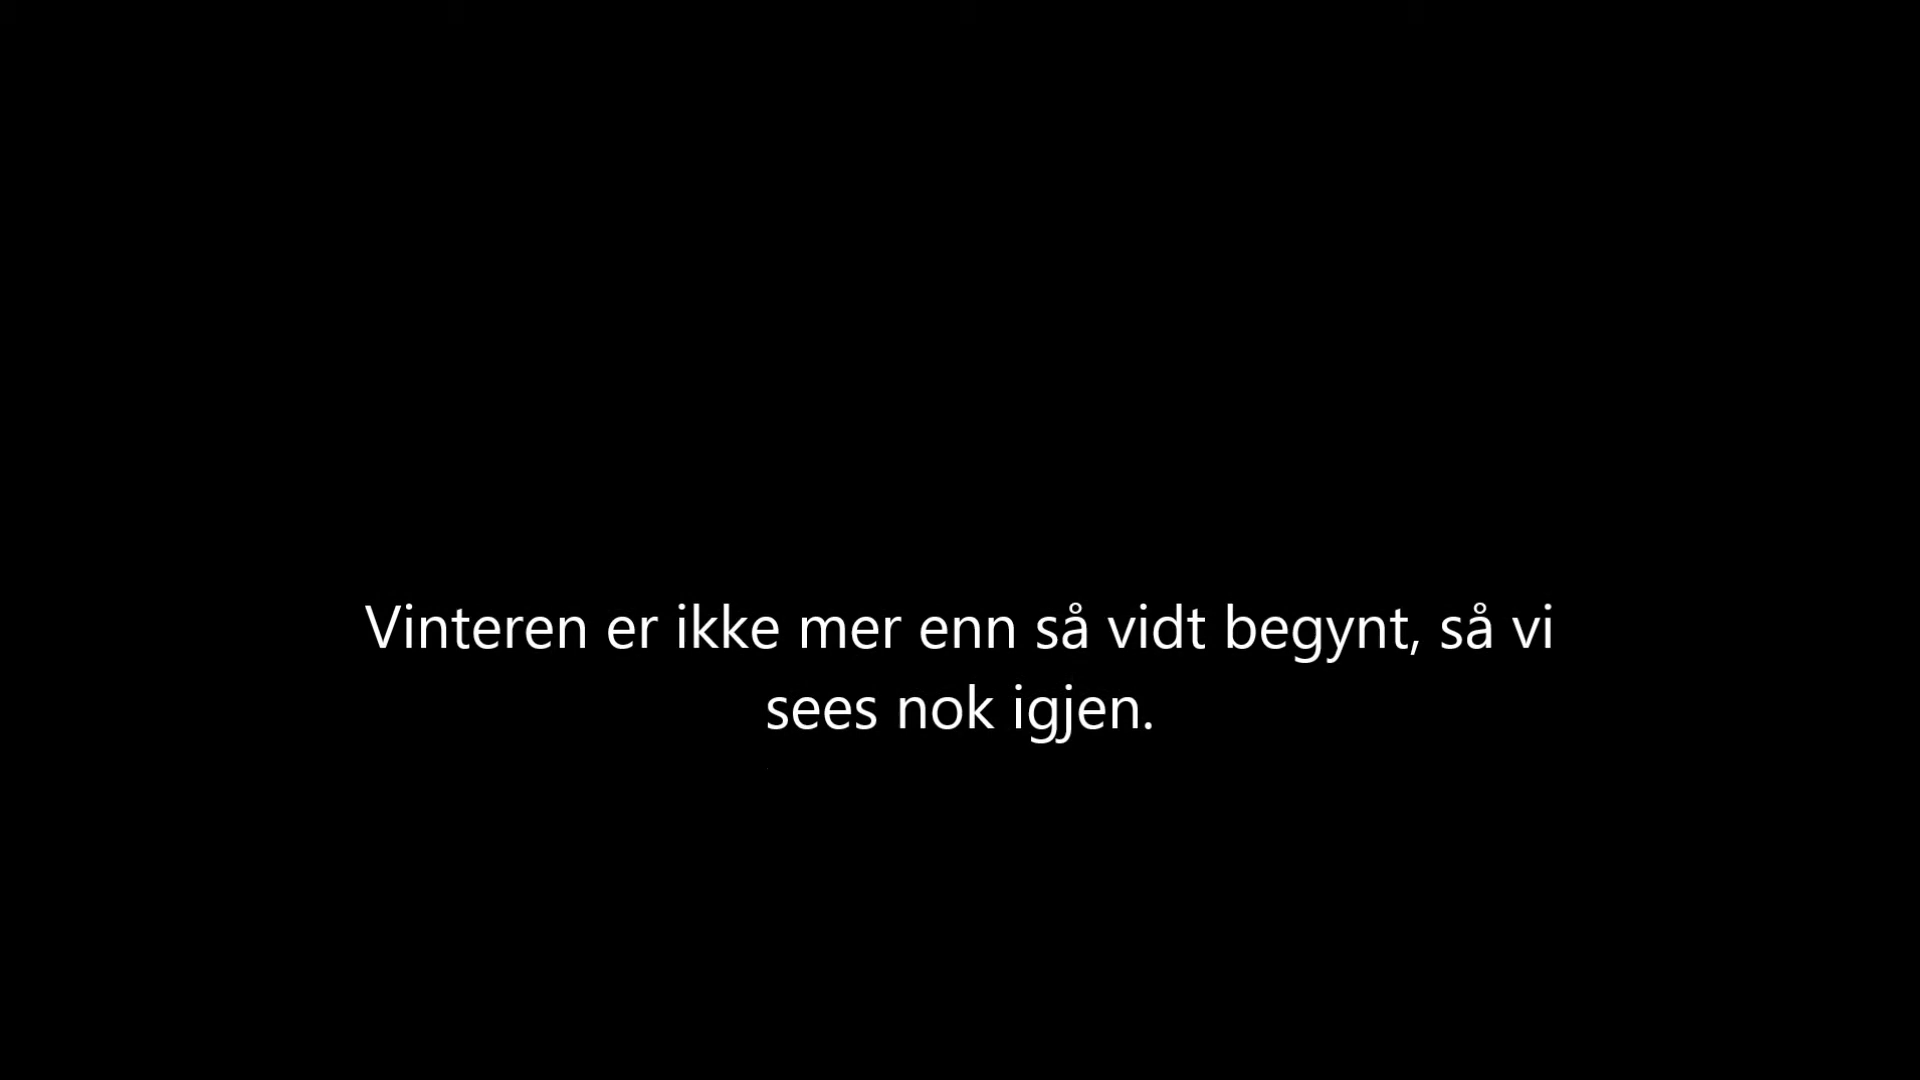 Vinteren er ikke mer enn så vidt begynt, så vi
sees nok igjen.